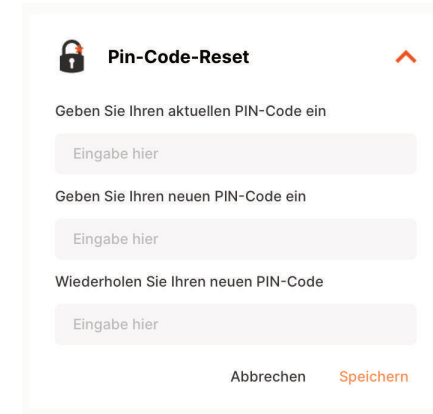 Pin-Code-Reset
Geben Sie Ihren aktuellen PIN-Code ein
Eingabe hier
Geben Sie Ihren neuen PIN-Code ein
Eingabe hier
Wiederholen Sie Ihren neuen PIN-Code
Eingabe hier
Abbrechen Speichern